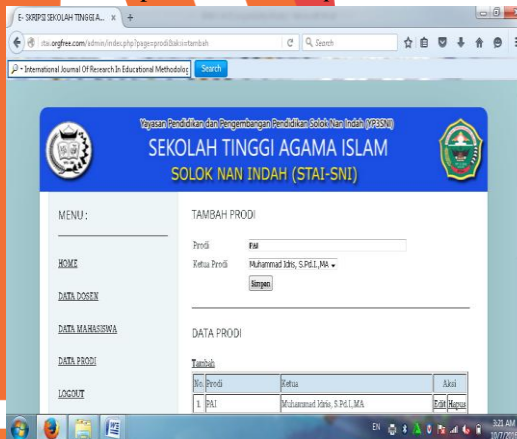 E- SKRIPSI SEKOLAH TINGGI A...
.orgfree.com/admin/index.php?page=prodi&aksi=tambah
Search
International Journal Of Research In Educational Methodolog
Search
Yayasan Pendidikan dan Pengembangan Pendidikan Solok Nan Indah (YP3SNI)
SEKOLAH TINGGI AGAMA ISLAM
SOLOK NAN INDAH (STAI-SNI)
MENU :
HOME
DATA DOSEN
DATA MAHASISWA
DATA PRODI
LOGOUT
TAMBAH PRODI
Prodi PAI
Ketua Prodi Muhammad Idris, S.Pd.I.,MA
Simpan
DATA PRODI
Tambah
No Prodi Ketua Aksi
1 PAI Muhammad Idris, S.Pd.I.,MA Edit Hapus
EN 3:21 AM